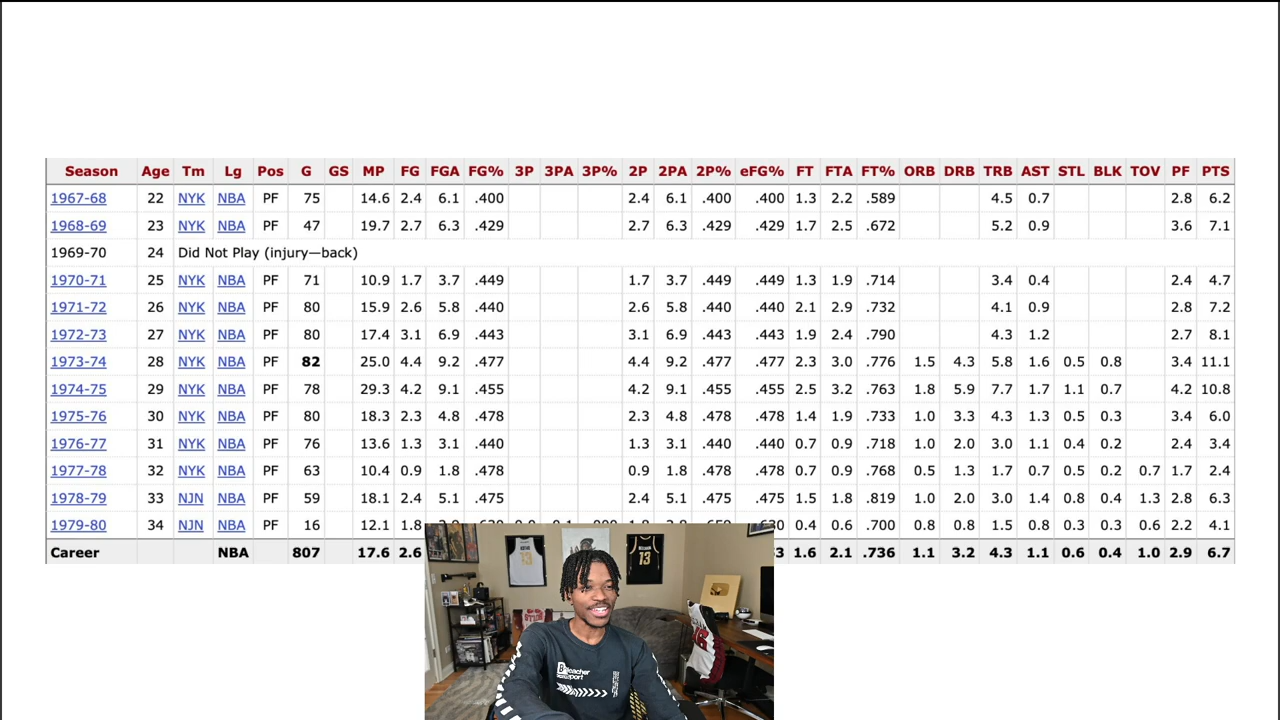 Season Age Tm Lg Pos G GS MP FG FGA FG% 3P 3PA 3P% 2P 2PA 2P% eFG% FT FTA FT% ORB DRB TRB AST STL BLK TOV PF PTS
1967-68 22 NYK NBA PF 75 14.6 2.4 6.1 .400 2.4 6.1 .400 .400 1.3 2.2 .589 4.5 0.7 2.8 6.2
1968-69 23 NYK NBA PF 47 19.7 2.7 6.3 .429 2.7 6.3 .429 .429 1.7 2.5 .672 5.2 0.9 3.6 7.1
1969-70 24 Did Not Play (injury—back)
1970-71 25 NYK NBA PF 71 10.9 1.7 3.7 .449 1.7 3.7 .449 .449 1.3 1.9 .714 3.4 0.4 2.4 4.7
1971-72 26 NYK NBA PF 80 15.9 2.6 5.8 .440 2.6 5.8 .440 .440 2.1 2.9 .732 4.1 0.9 2.8 7.2
1972-73 27 NYK NBA PF 80 17.4 3.1 6.9 .443 3.1 6.9 .443 .443 1.9 2.4 .790 4.3 1.2 2.7 8.1
1973-74 28 NYK NBA PF 82 25.0 4.4 9.2 .477 4.4 9.2 .477 .477 2.3 3.0 .776 1.5 4.3 5.8 1.6 0.5 0.8 3.4 11.1
1974-75 29 NYK NBA PF 78 29.3 4.2 9.1 .455 4.2 9.1 .455 .455 2.5 3.2 .763 1.8 5.9 7.7 1.7 1.1 0.7 4.2 10.8
1975-76 30 NYK NBA PF 80 18.3 2.3 4.8 .478 2.3 4.8 .478 .478 1.4 1.9 .733 1.0 3.3 4.3 1.3 0.5 0.3 3.4 6.0
1976-77 31 NYK NBA PF 76 13.6 1.3 3.1 .440 1.3 3.1 .440 .440 0.7 0.9 .718 1.0 2.0 3.0 1.1 0.4 0.2 2.4 3.4
1977-78 32 NYK NBA PF 63 10.4 0.9 1.8 .478 0.9 1.8 .478 .478 0.7 0.9 .768 0.5 1.3 1.7 0.7 0.5 0.2 0.7 1.7 2.4
1978-79 33 NJN NBA PF 59 18.1 2.4 5.1 .475 2.4 5.1 .475 .475 1.5 1.8 .819 1.0 2.0 3.0 1.4 0.8 0.4 1.3 2.8 6.3
1979-80 34 NJN NBA PF 16 12.1 1.8 0.4 0.6 .700 0.8 0.8 1.5 0.8 0.3 0.3 0.6 2.2 4.1
Career NBA 807 17.6 2.6 1.6 2.1 .736 1.1 3.2 4.3 1.1 0.6 0.4 1.0 2.9 6.7
13
13